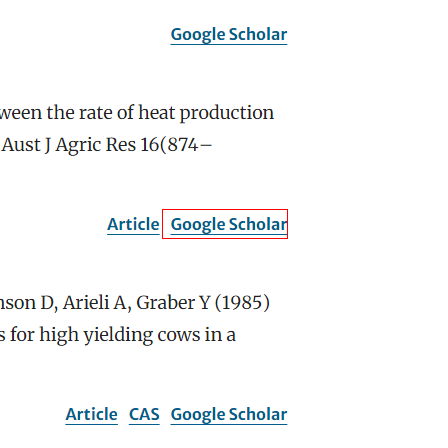 Google Scholar
ween the rate of heat production
Aust J Agric Res 16(874–
Article Google Scholar
nson D, Arieli A, Graber Y (1985)
s for high yielding cows in a
Article CAS Google Scholar